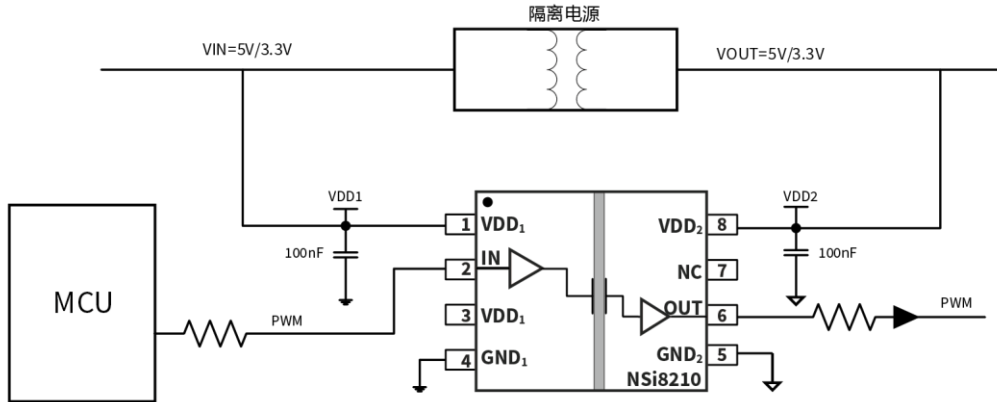 隔离电源
VIN=5V/3.3V
VOUT=5V/3.3V
VDD1
VDD2
100nF
100nF
MCU
PWM
PWM
1 VDD₁
2 IN
3 VDD₁
4 GND₁
VDD₂ 8
NC 7
OUT 6
GND₂ 5
NSi8210